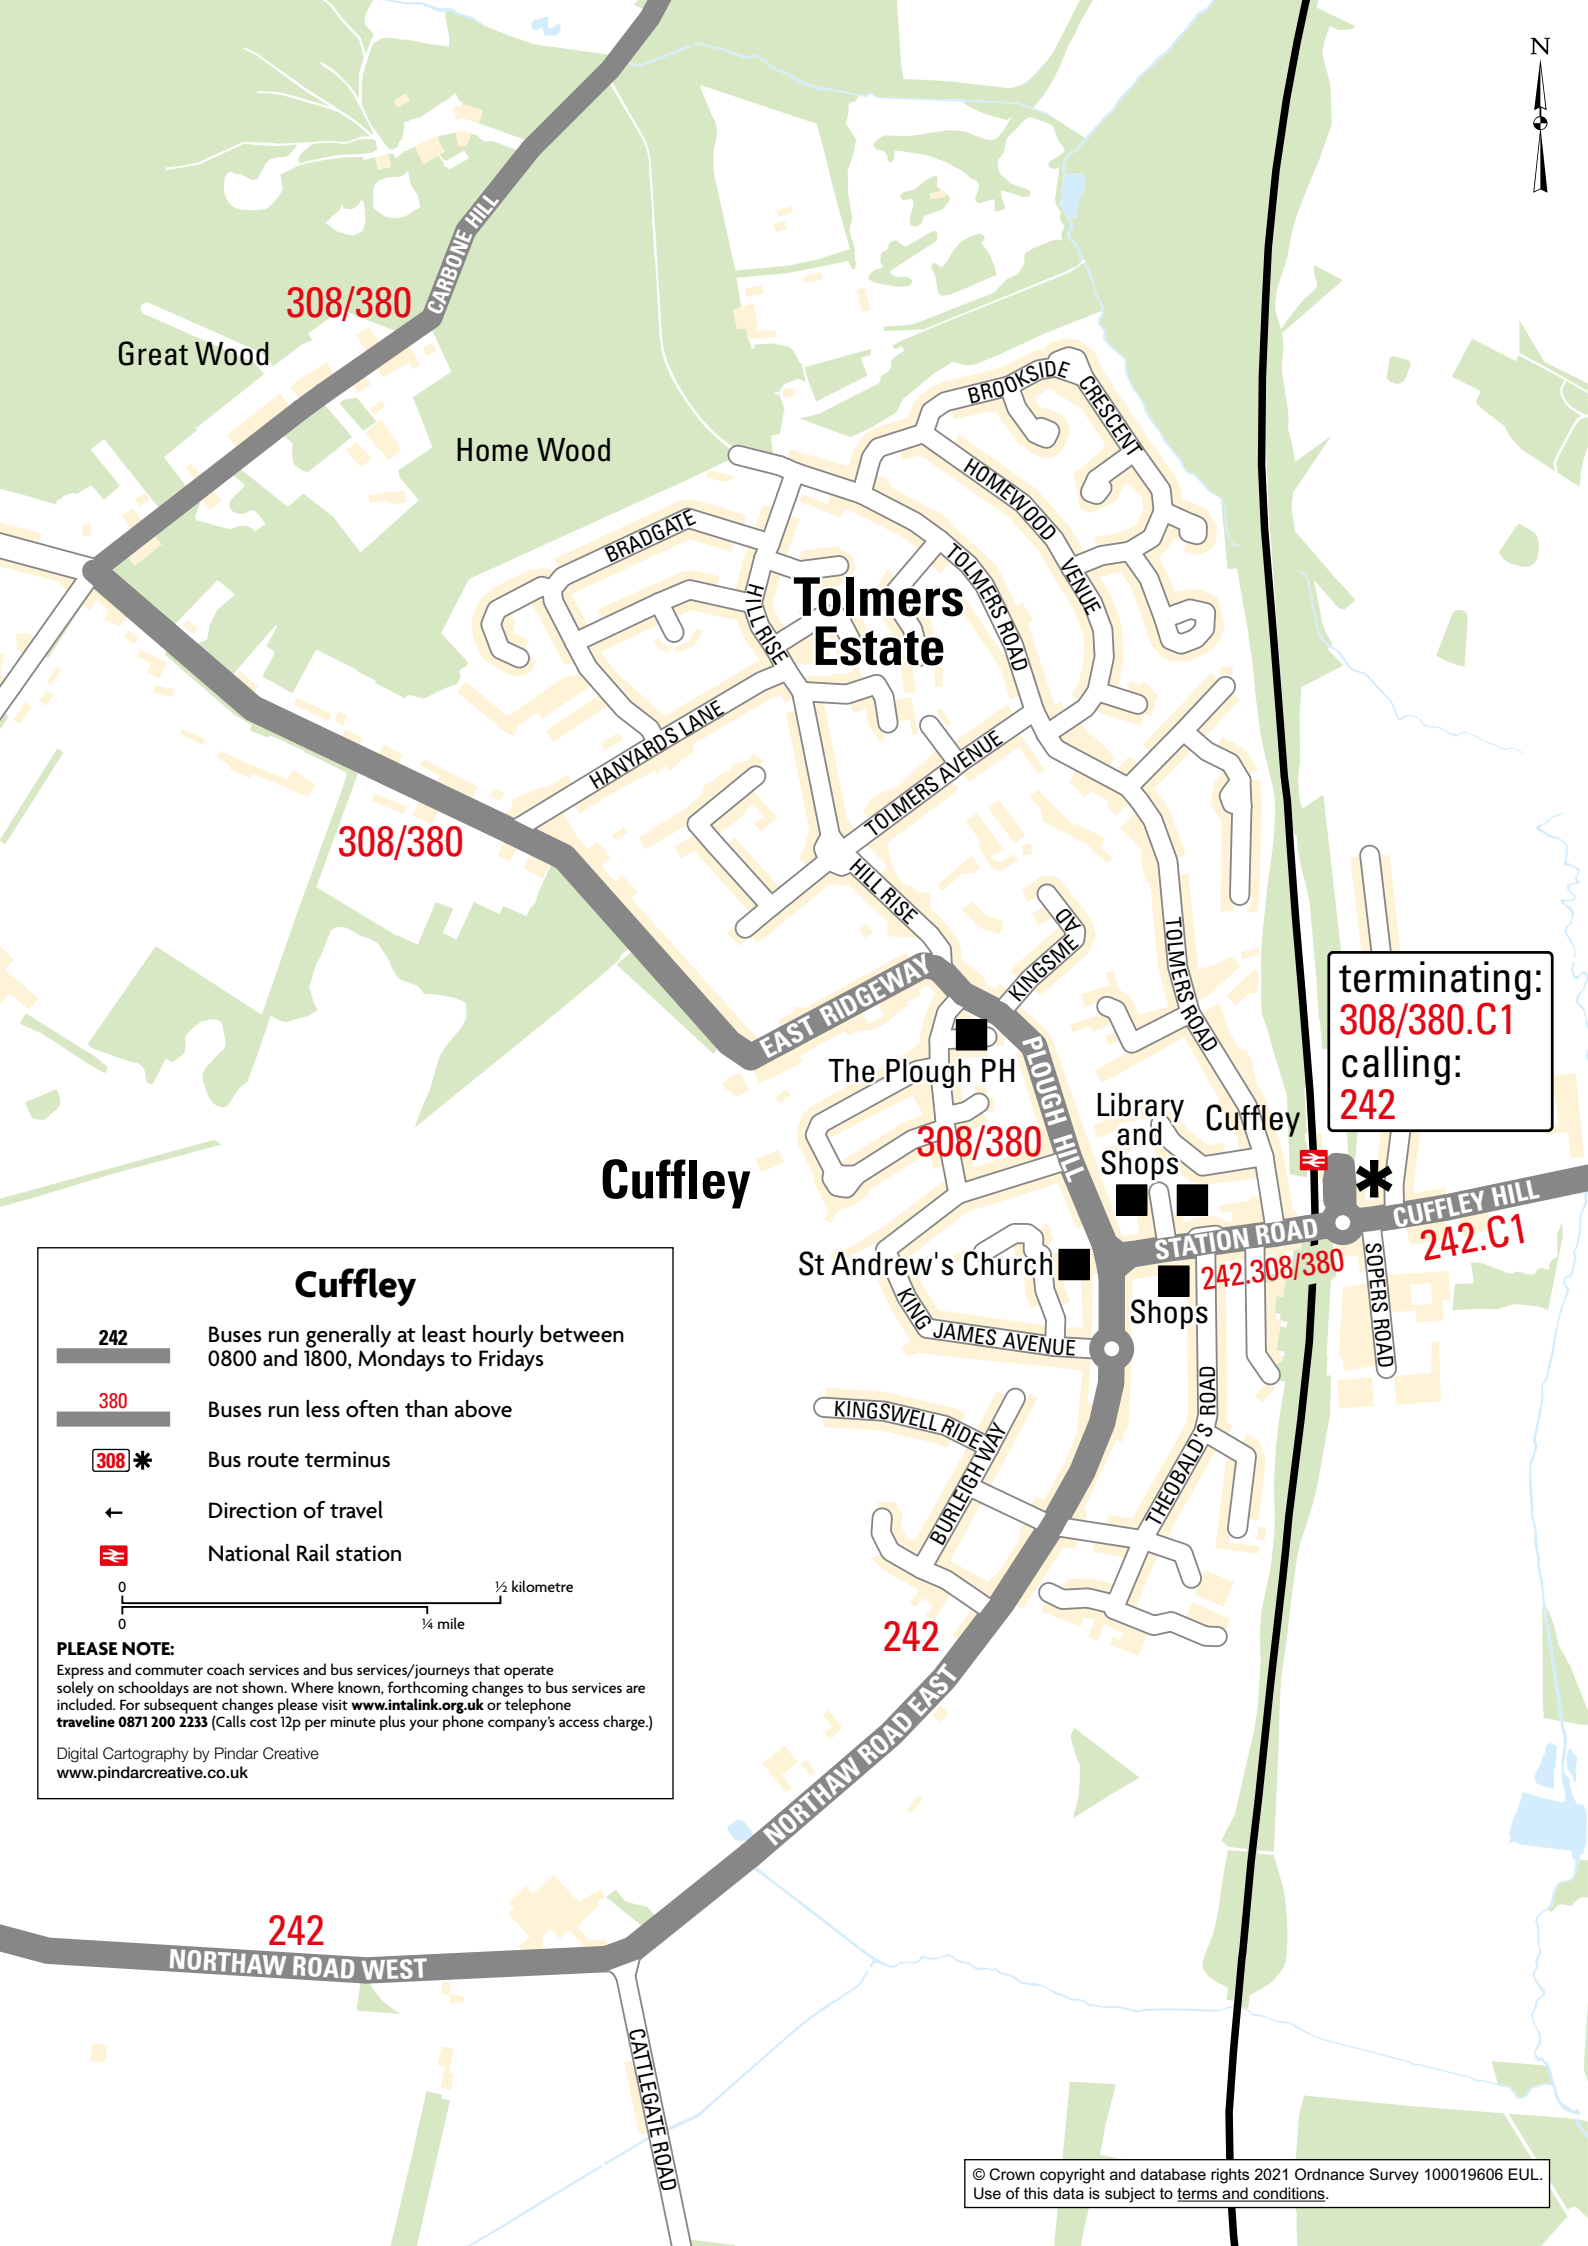 N
CARBONE HILL
308/380
Great Wood
Home Wood
BROOKSIDE
CRESCENT
HOMEWOOD
VENUE
BRADGATE
TOLMERS ROAD
HILL RISE
Tolmers
Estate
HANYARDS LANE
TOLMERS AVENUE
308/380
HILL RISE
KINGSME
AD
TOLMERS ROAD
EAST RIDGEWAY
terminating:
308/380.C1
calling:
242
The Plough PH
PLOUGH HILL
308/380
Library
and
Shops
Cuffley
Cuffley
CUFFLEY HILL
242.C1
STATION ROAD
242.308/380
St Andrew's Church
Shops
SOPERS ROAD
KING
JAMES AVENUE
KINGSWELL RIDE
BURLEIGH WAY
THEOBALD'S ROAD
242
NORTHAW ROAD EAST
242
NORTHAW ROAD WEST
CATTLEGATE ROAD
Cuffley
242
Buses run generally at least hourly between
0800 and 1800, Mondays to Fridays
380
Buses run less often than above
308
Bus route terminus
Direction of travel
National Rail station
0
½ kilometre
0
¼ mile
PLEASE NOTE:
Express and commuter coach services and bus services/journeys that operate
solely on schooldays are not shown. Where known, forthcoming changes to bus services are
included. For subsequent changes please visit www.intalink.org.uk or telephone
traveline 0871 200 2233 (Calls cost 12p per minute plus your phone company's access charge.)
Digital Cartography by Pindar Creative
www.pindarcreative.co.uk
© Crown copyright and database rights 2021 Ordnance Survey 100019606 EUL.
Use of this data is subject to terms and conditions.